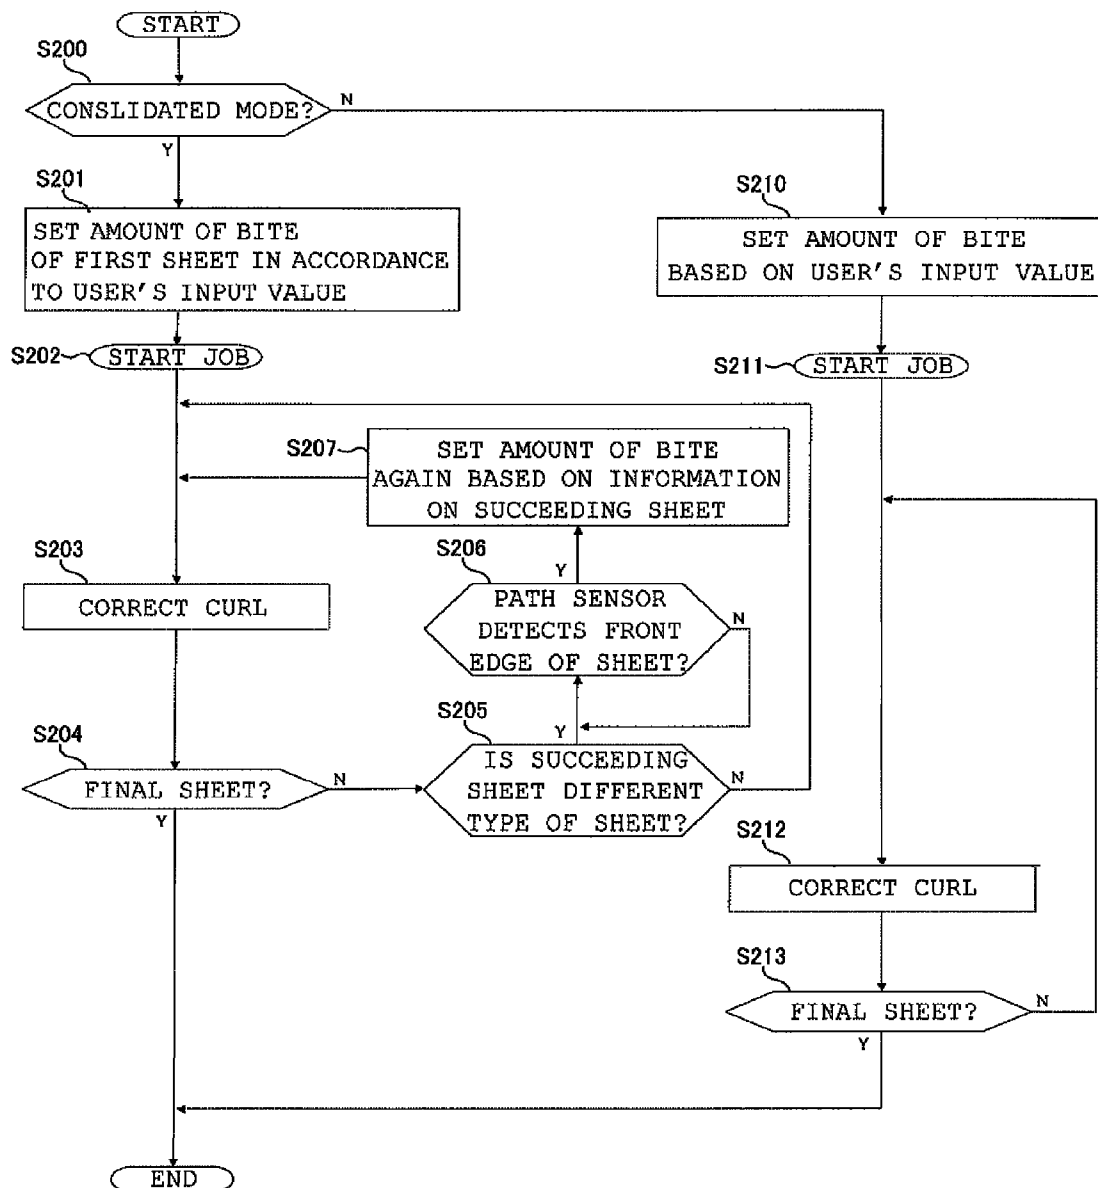 START
S200
CONSLIDATED MODE?
N
Y
S201
SET AMOUNT OF BITE
OF FIRST SHEET IN ACCORDANCE
TO USER'S INPUT VALUE
S210
SET AMOUNT OF BITE
BASED ON USER'S INPUT VALUE
S202
START JOB
S211
START JOB
S207
SET AMOUNT OF BITE
AGAIN BASED ON INFORMATION
ON SUCCEEDING SHEET
S203
CORRECT CURL
S206
Y
PATH SENSOR
DETECTS FRONT
EDGE OF SHEET?
N
S204
FINAL SHEET?
N
Y
S205
Y
IS SUCCEEDING
SHEET DIFFERENT
TYPE OF SHEET?
N
S212
CORRECT CURL
S213
FINAL SHEET?
N
Y
END